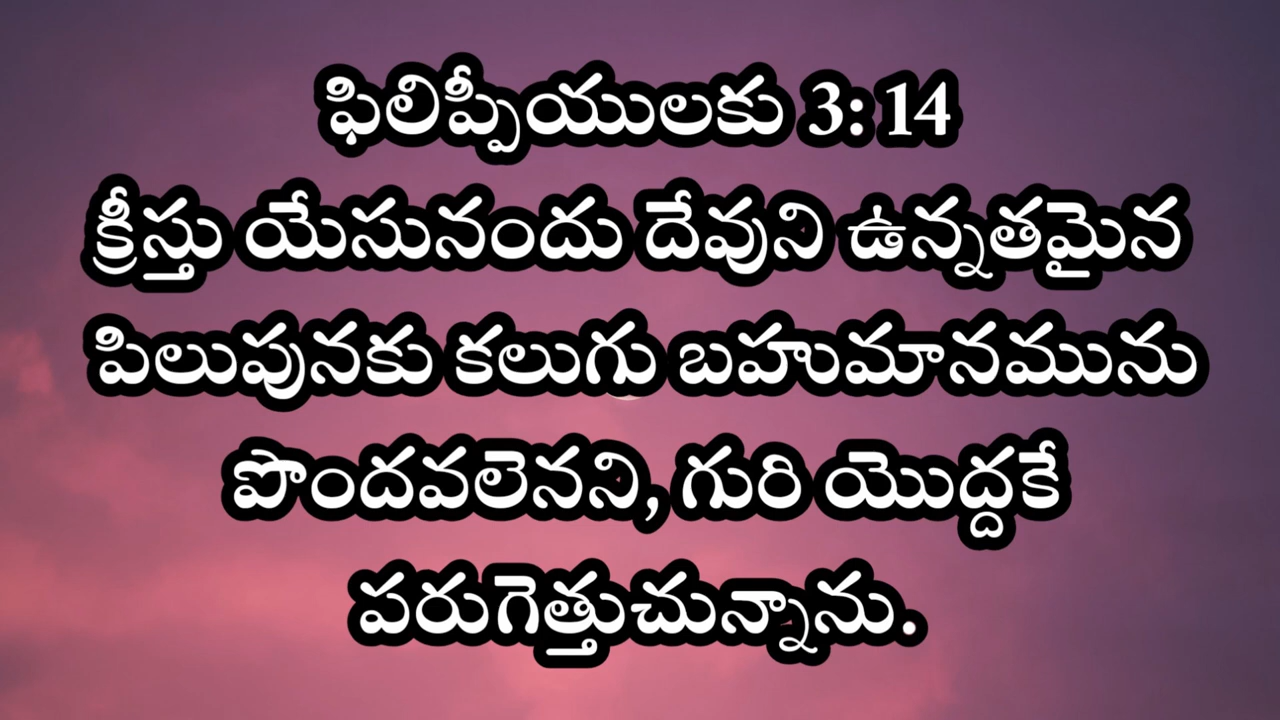 ఫిలిప్పీయులకు 3: 14
క్రీస్తు యేసునందు దేవుని ఉన్నతమైన
పిలుపునకు కలుగు బహుమానమును
పొందవలెనని, గురి యొద్దకే
పరుగెత్తుచున్నాను.